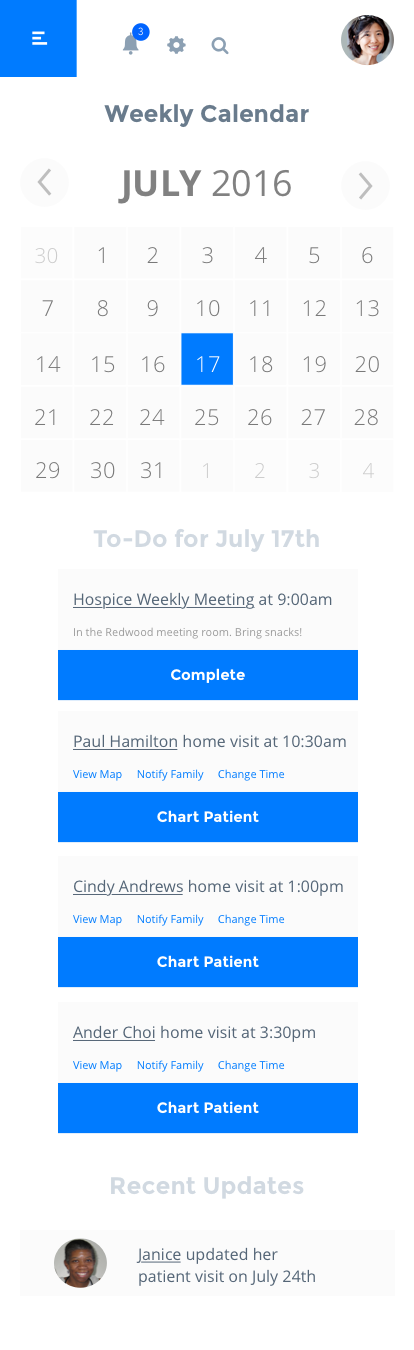 3
Weekly Calendar
JULY 2016
30 1 2 3 4 5 6
7 8 9 10 11 12 13
14 15 16 17 18 19 20
21 22 24 25 26 27 28
29 30 31 1 2 3 4
To-Do for July 17th
Hospice Weekly Meeting at 9:00am
In the Redwood meeting room. Bring snacks!
Complete
Paul Hamilton home visit at 10:30am
View Map Notify Family Change Time
Chart Patient
Cindy Andrews home visit at 1:00pm
View Map Notify Family Change Time
Chart Patient
Ander Choi home visit at 3:30pm
View Map Notify Family Change Time
Chart Patient
Recent Updates
Janice updated her
patient visit on July 24th